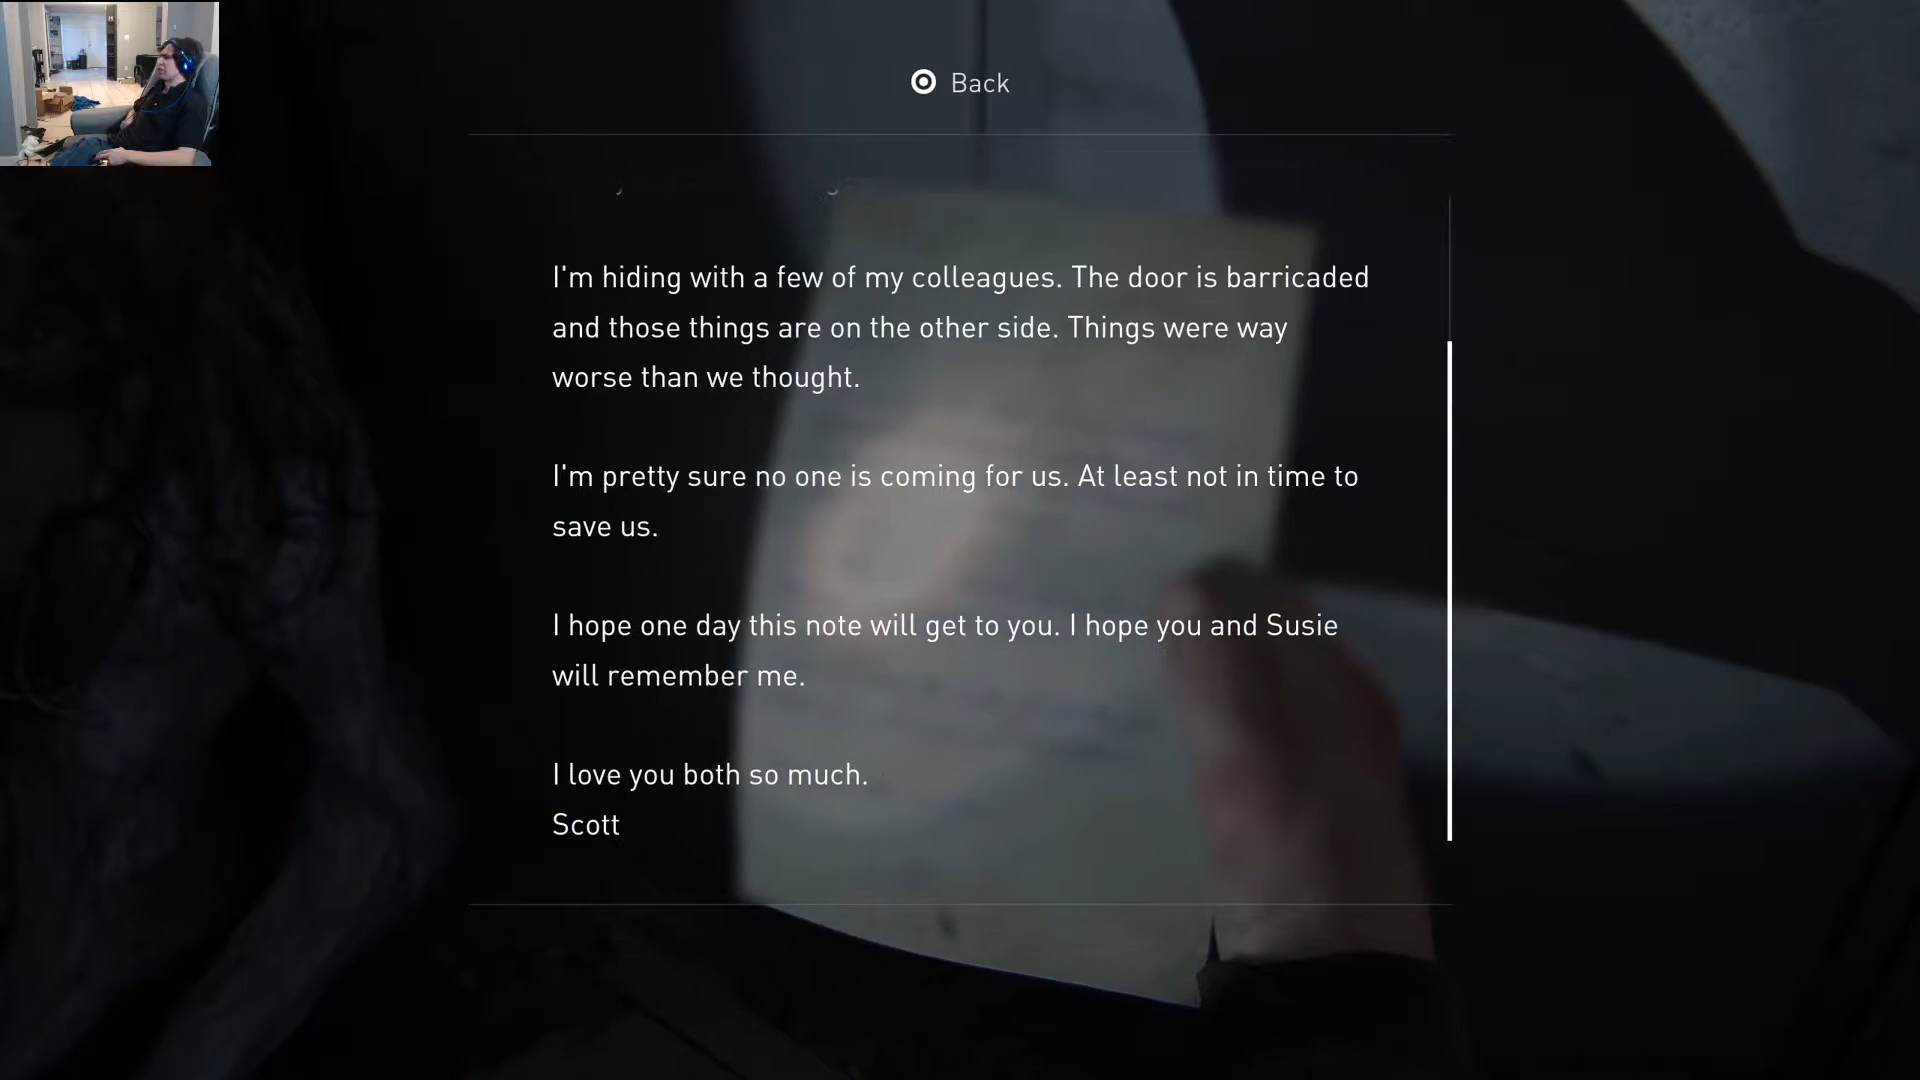 Back
I'm hiding with a few of my colleagues. The door is barricaded
and those things are on the other side. Things were way
worse than we thought.
I'm pretty sure no one is coming for us. At least not in time to
save us.
I hope one day this note will get to you. I hope you and Susie
will remember me.
I love you both so much.
Scott